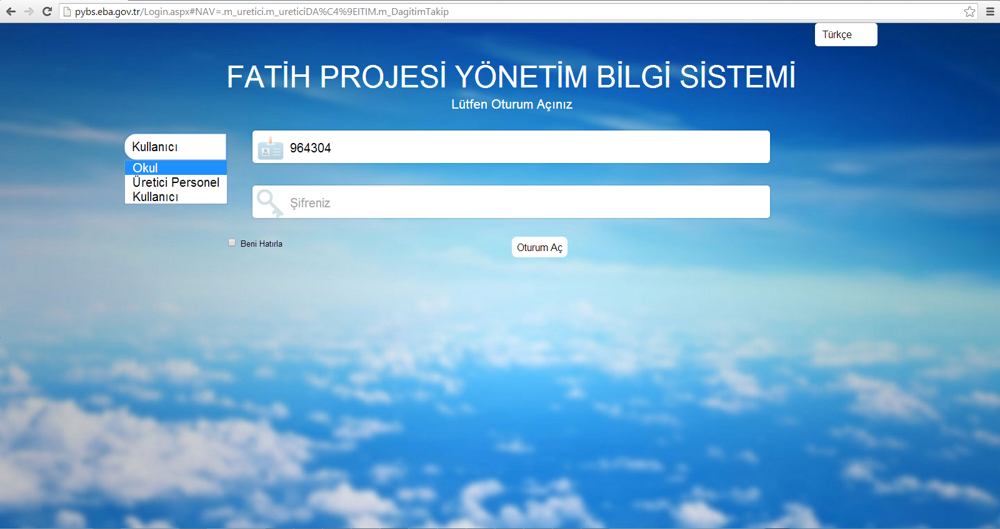 pybs.eba.gov.tr/Login.aspx#NAV=.m_uretici.m_ureticiDA%C4%9EITIM.m_DagitimTakip
Türkçe
FATİH PROJESİ YÖNETİM BİLGİ SİSTEMİ
Lütfen Oturum Açınız
Kullanıcı
964304
Okul
Üretici Personel
Kullanıcı
Şifreniz
Beni Hatırla
Oturum Aç